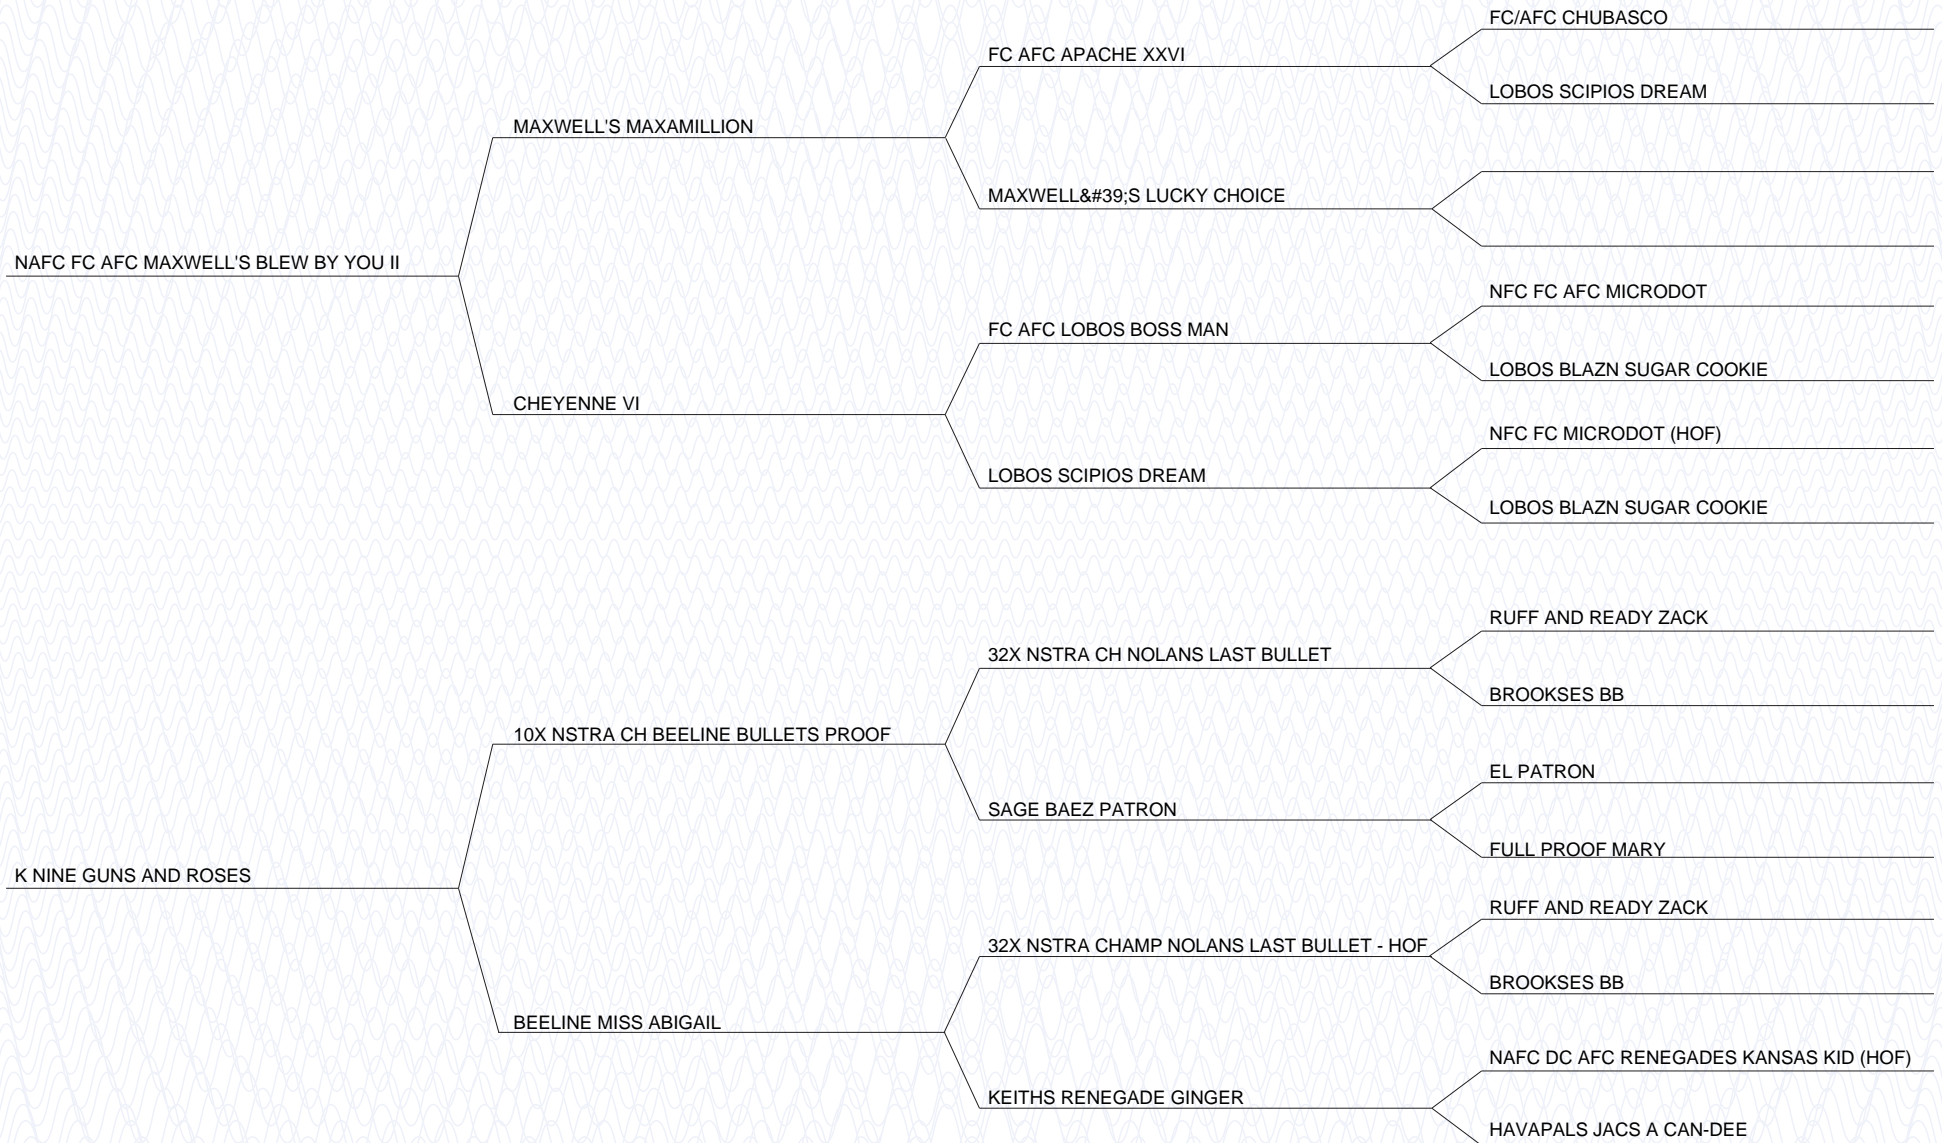 FC/AFC CHUBASCO
FC AFC APACHE XXVI
LOBOS SCIPIOS DREAM
MAXWELL'S MAXAMILLION
MAXWELL&#39;S LUCKY CHOICE
NAFC FC AFC MAXWELL'S BLEW BY YOU II
NFC FC AFC MICRODOT
FC AFC LOBOS BOSS MAN
LOBOS BLAZN SUGAR COOKIE
CHEYENNE VI
NFC FC MICRODOT (HOF)
LOBOS SCIPIOS DREAM
LOBOS BLAZN SUGAR COOKIE
RUFF AND READY ZACK
32X NSTRA CH NOLANS LAST BULLET
BROOKSES BB
10X NSTRA CH BEELINE BULLETS PROOF
EL PATRON
SAGE BAEZ PATRON
FULL PROOF MARY
K NINE GUNS AND ROSES
RUFF AND READY ZACK
32X NSTRA CHAMP NOLANS LAST BULLET - HOF
BROOKSES BB
BEELINE MISS ABIGAIL
NAFC DC AFC RENEGADES KANSAS KID (HOF)
KEITHS RENEGADE GINGER
HAVAPALS JACS A CAN-DEE